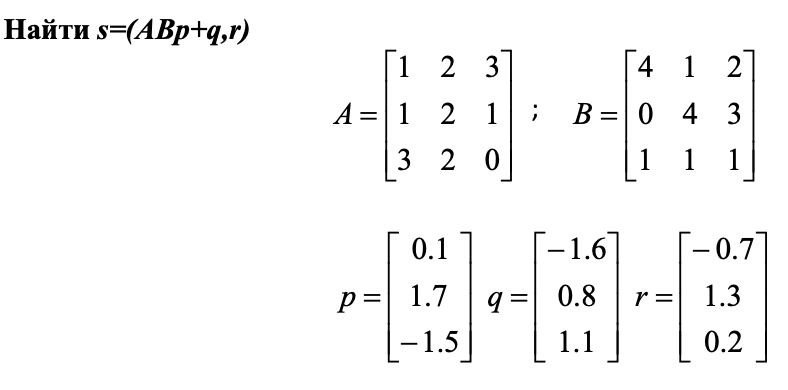 Найти s=(ABp+q,r)
A = [1 2 3; 1 2 1; 3 2 0] ; B = [4 1 2; 0 4 3; 1 1 1]
p = [0.1; 1.7; −1.5] q = [−1.6; 0.8; 1.1] r = [−0.7; 1.3; 0.2]